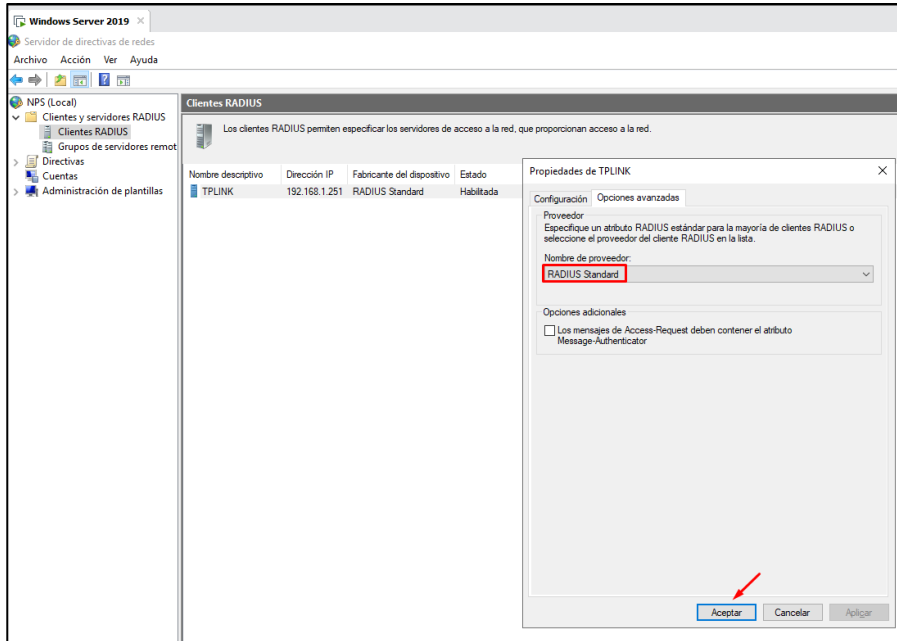 Windows Server 2019
Servidor de directivas de redes
Archivo Acción Ver Ayuda
NPS (Local)
Clientes y servidores RADIUS
Clientes RADIUS
Grupos de servidores remot
Directivas
Cuentas
Administración de plantillas
Clientes RADIUS
Los clientes RADIUS permiten especificar los servidores de acceso a la red, que proporcionan acceso a la red.
Nombre descriptivo Dirección IP Fabricante del dispositivo Estado
TPLINK 192.168.1.251 RADIUS Standard Habilitada
Propiedades de TPLINK
Configuración Opciones avanzadas
Proveedor
Especifique un atributo RADIUS estándar para la mayoría de clientes RADIUS o
seleccione el proveedor del cliente RADIUS en la lista.
Nombre de proveedor:
RADIUS Standard
Opciones adicionales
Los mensajes de Access-Request deben contener el atributo
Message-Authenticator
Aceptar Cancelar Aplicar